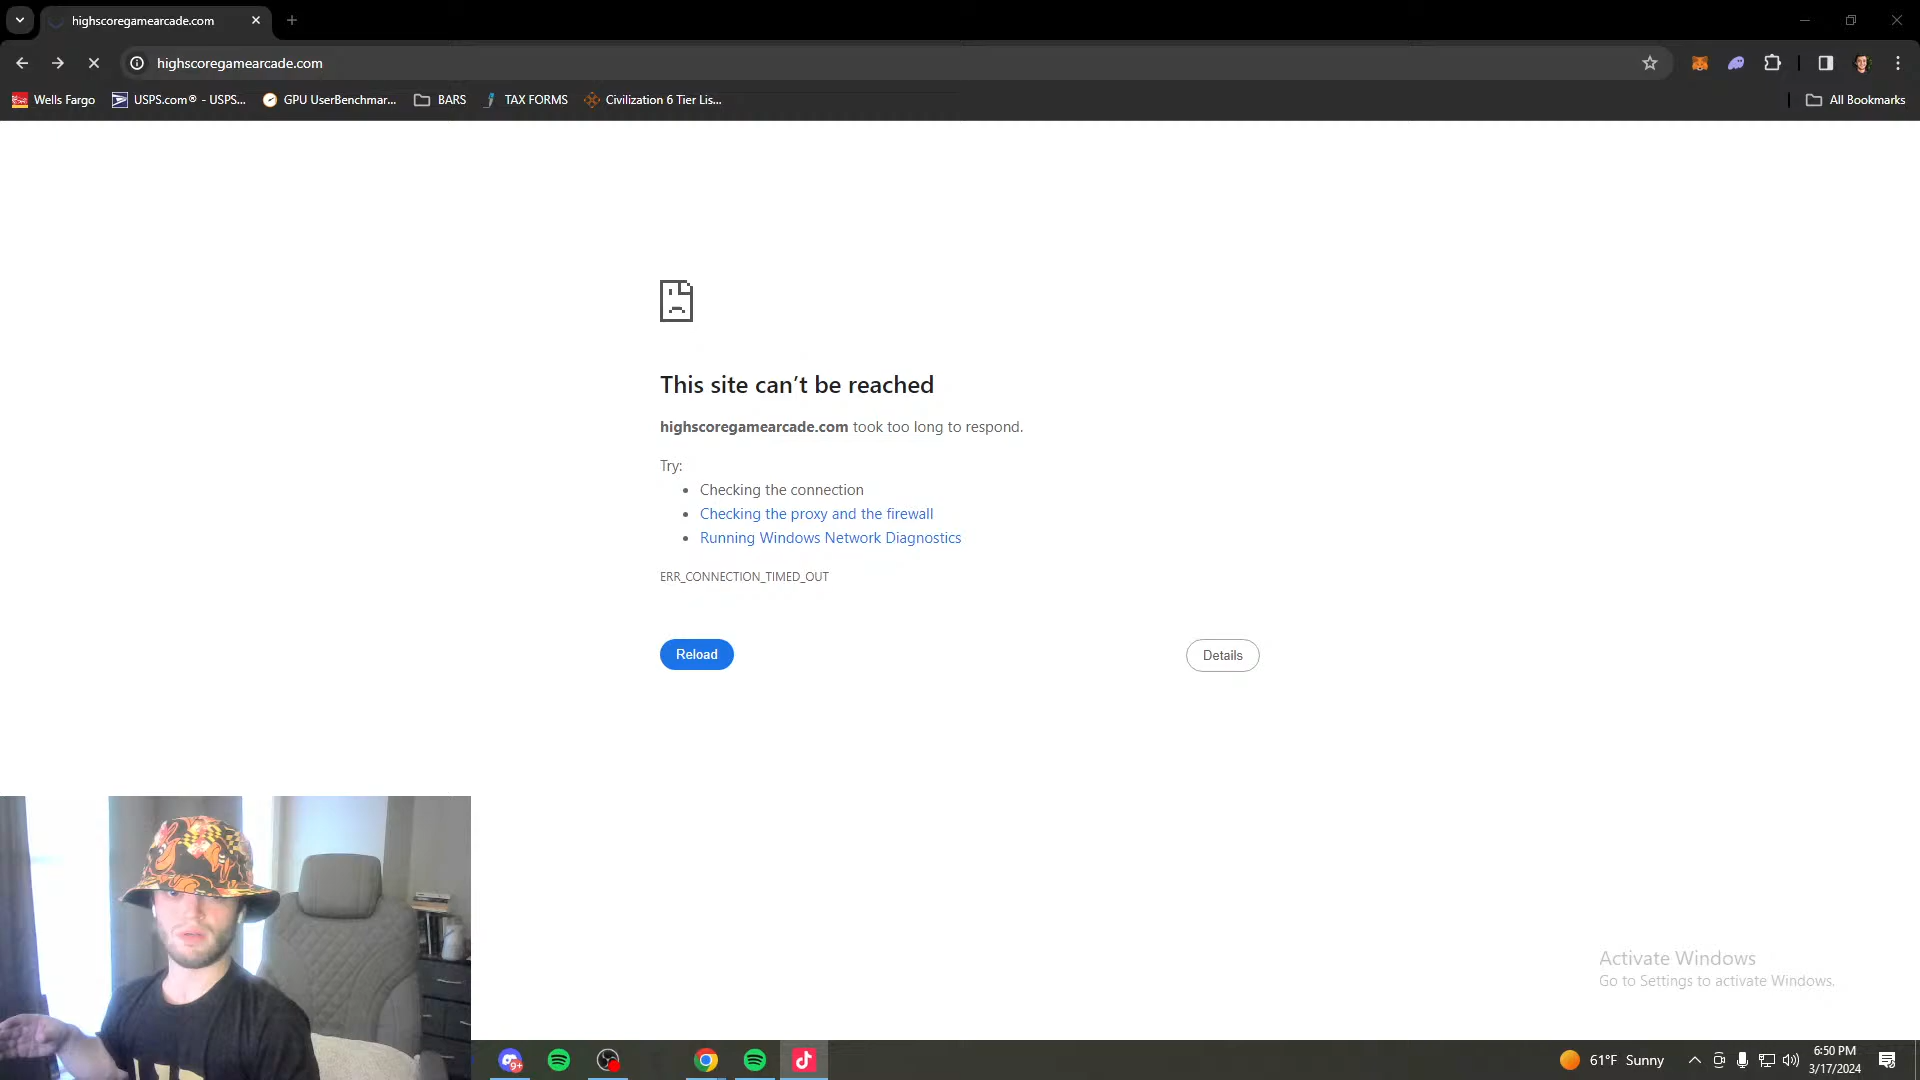 highscoregamearcade.com
highscoregamearcade.com
Wells Fargo
USPS.com® - USPS...
GPU UserBenchmar...
BARS
TAX FORMS
Civilization 6 Tier Lis...
All Bookmarks
This site can’t be reached
highscoregamearcade.com took too long to respond.
Try:
Checking the connection
Checking the proxy and the firewall
Running Windows Network Diagnostics
ERR_CONNECTION_TIMED_OUT
Reload
Details
Activate Windows
Go to Settings to activate Windows.
9+
61°F Sunny
6:50 PM
3/17/2024